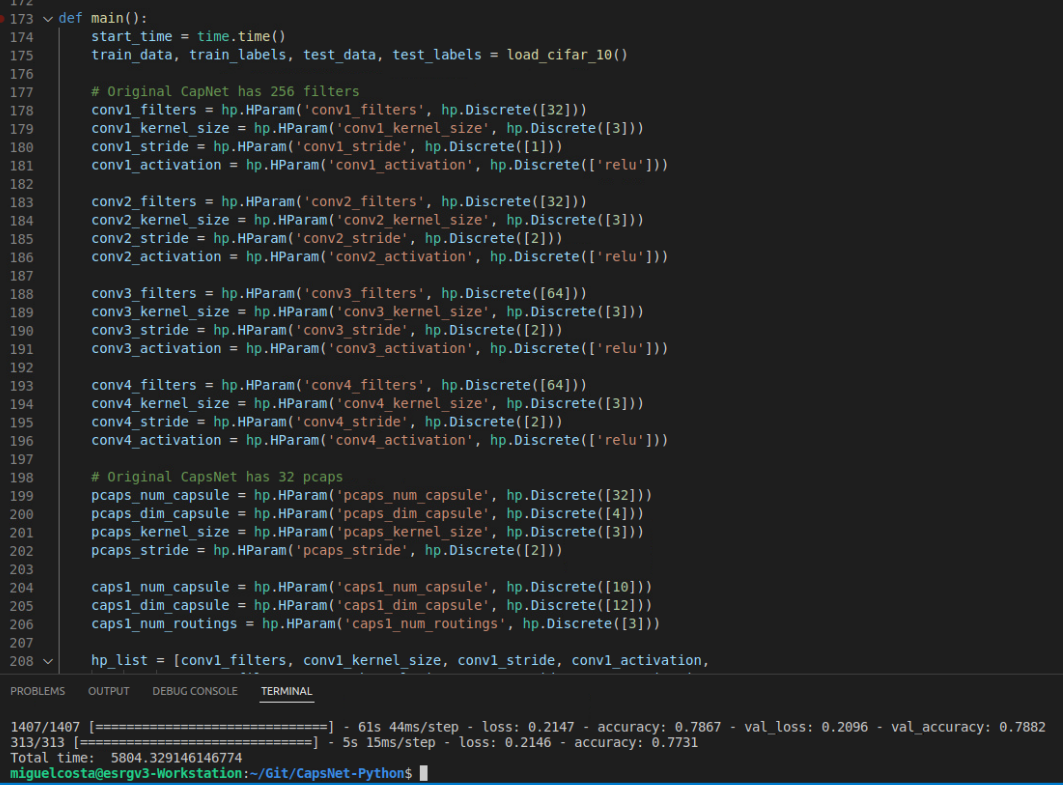 172
173 def main():
174     start_time = time.time()
175     train_data, train_labels, test_data, test_labels = load_cifar_10()
176
177     # Original CapNet has 256 filters
178     conv1_filters = hp.HParam('conv1_filters', hp.Discrete([32]))
179     conv1_kernel_size = hp.HParam('conv1_kernel_size', hp.Discrete([3]))
180     conv1_stride = hp.HParam('conv1_stride', hp.Discrete([1]))
181     conv1_activation = hp.HParam('conv1_activation', hp.Discrete(['relu']))
182
183     conv2_filters = hp.HParam('conv2_filters', hp.Discrete([32]))
184     conv2_kernel_size = hp.HParam('conv2_kernel_size', hp.Discrete([3]))
185     conv2_stride = hp.HParam('conv2_stride', hp.Discrete([2]))
186     conv2_activation = hp.HParam('conv2_activation', hp.Discrete(['relu']))
187
188     conv3_filters = hp.HParam('conv3_filters', hp.Discrete([64]))
189     conv3_kernel_size = hp.HParam('conv3_kernel_size', hp.Discrete([3]))
190     conv3_stride = hp.HParam('conv3_stride', hp.Discrete([2]))
191     conv3_activation = hp.HParam('conv3_activation', hp.Discrete(['relu']))
192
193     conv4_filters = hp.HParam('conv4_filters', hp.Discrete([64]))
194     conv4_kernel_size = hp.HParam('conv4_kernel_size', hp.Discrete([3]))
195     conv4_stride = hp.HParam('conv4_stride', hp.Discrete([2]))
196     conv4_activation = hp.HParam('conv4_activation', hp.Discrete(['relu']))
197
198     # Original CapsNet has 32 pcaps
199     pcaps_num_capsule = hp.HParam('pcaps_num_capsule', hp.Discrete([32]))
200     pcaps_dim_capsule = hp.HParam('pcaps_dim_capsule', hp.Discrete([4]))
201     pcaps_kernel_size = hp.HParam('pcaps_kernel_size', hp.Discrete([3]))
202     pcaps_stride = hp.HParam('pcaps_stride', hp.Discrete([2]))
203
204     caps1_num_capsule = hp.HParam('caps1_num_capsule', hp.Discrete([10]))
205     caps1_dim_capsule = hp.HParam('caps1_dim_capsule', hp.Discrete([12]))
206     caps1_num_routings = hp.HParam('caps1_num_routings', hp.Discrete([3]))
207
208     hp_list = [conv1_filters, conv1_kernel_size, conv1_stride, conv1_activation,
PROBLEMS OUTPUT DEBUG CONSOLE TERMINAL
1407/1407 [==============================] - 61s 44ms/step - loss: 0.2147 - accuracy: 0.7867 - val_loss: 0.2096 - val_accuracy: 0.7882
313/313 [==============================] - 5s 15ms/step - loss: 0.2146 - accuracy: 0.7731
Total time:  5804.329146146774
miguelcosta@esrgv3-Workstation:~/Git/CapsNet-Python$